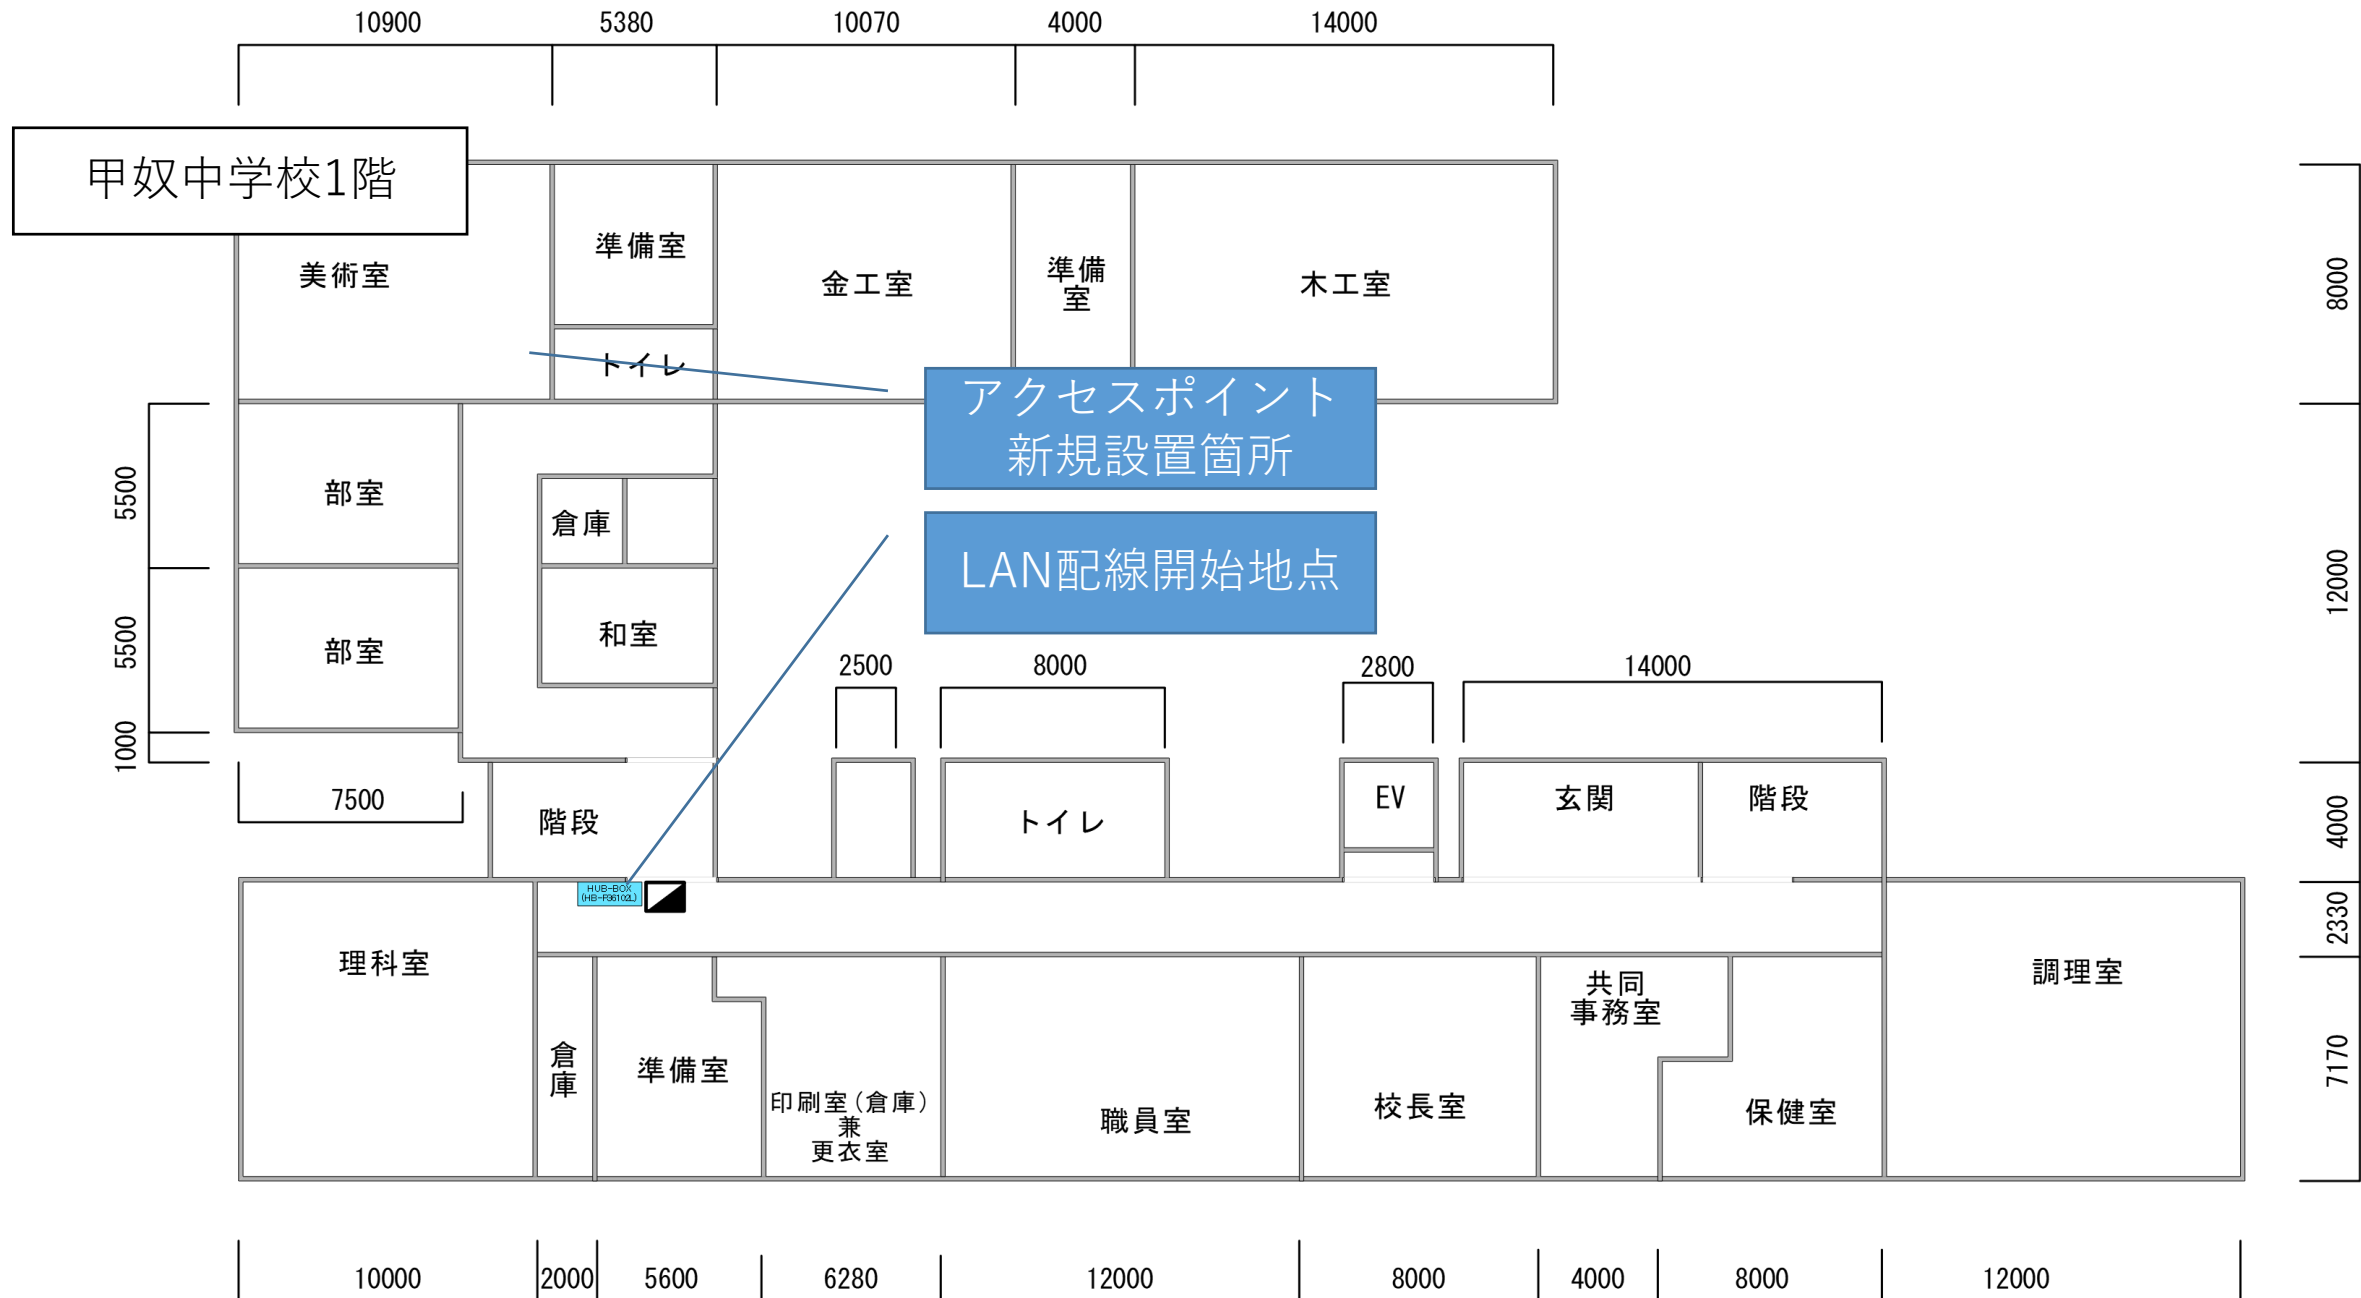 10900
5380
10070
4000
14000
甲奴中学校1階
美術室
準備室
金工室
準備
室
木工室
トイレ
アクセスポイント
新規設置箇所
8000
5500
部室
倉庫
LAN配線開始地点
12000
5500
部室
和室
2500
8000
2800
14000
1000
7500
階段
トイレ
EV
玄関
階段
4000
HUB-BOX
(HB-F36102L)
2330
理科室
調理室
共同
事務室
倉
庫
準備室
印刷室(倉庫)
兼
更衣室
職員室
校長室
保健室
7170
10000
2000
5600
6280
12000
8000
4000
8000
12000